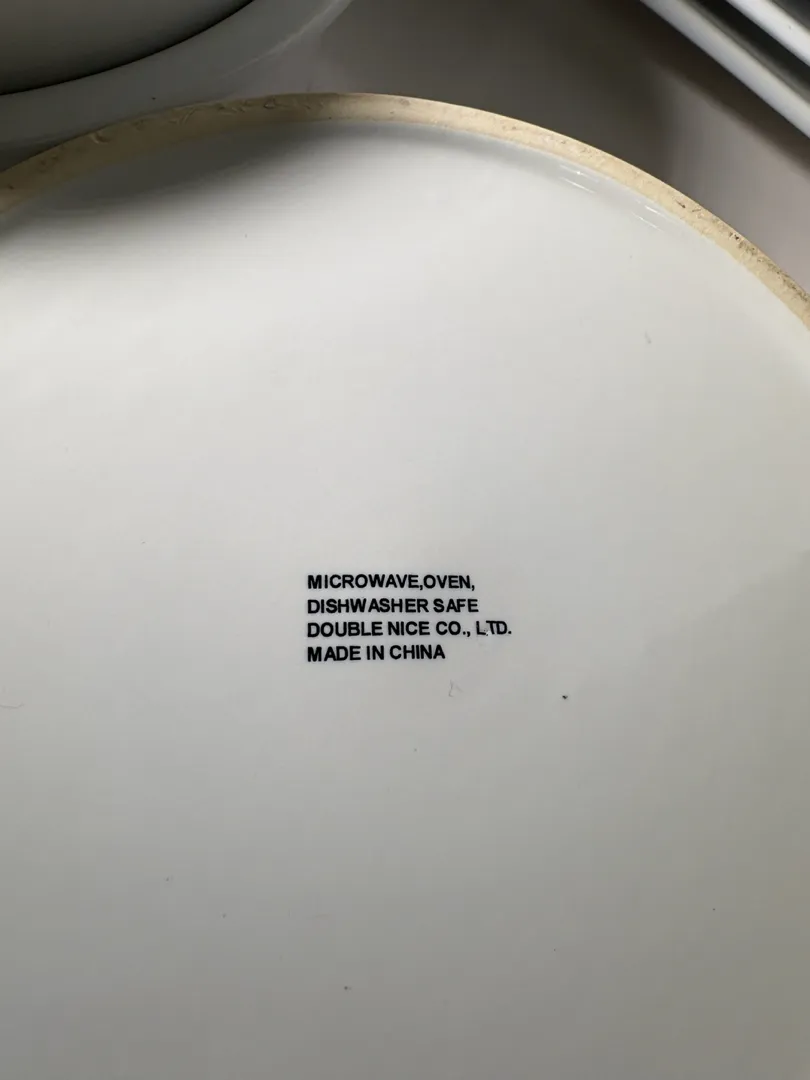 MICROWAVE,OVEN,
DISHWASHER SAFE
DOUBLE NICE CO., LTD.
MADE IN CHINA